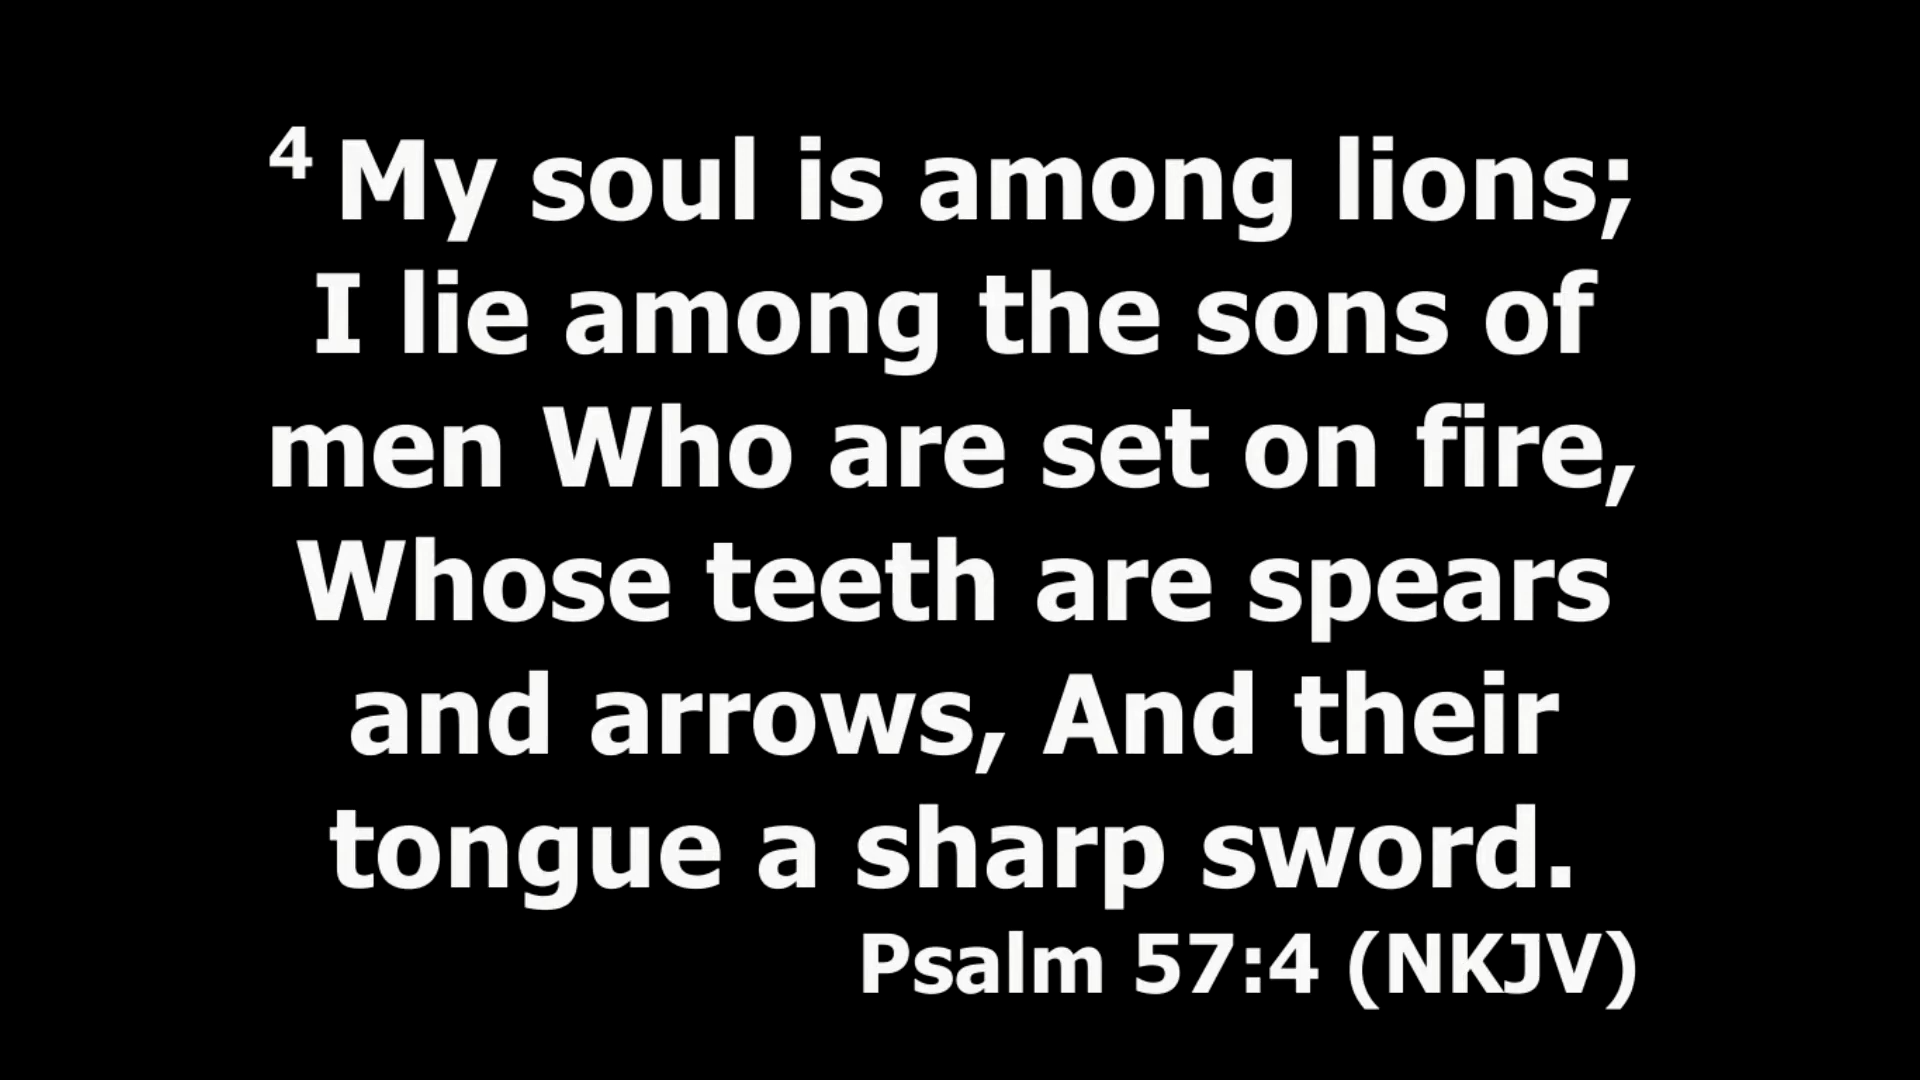 4 My soul is among lions;
I lie among the sons of
men Who are set on fire,
Whose teeth are spears
and arrows, And their
tongue a sharp sword.
Psalm 57:4 (NKJV)